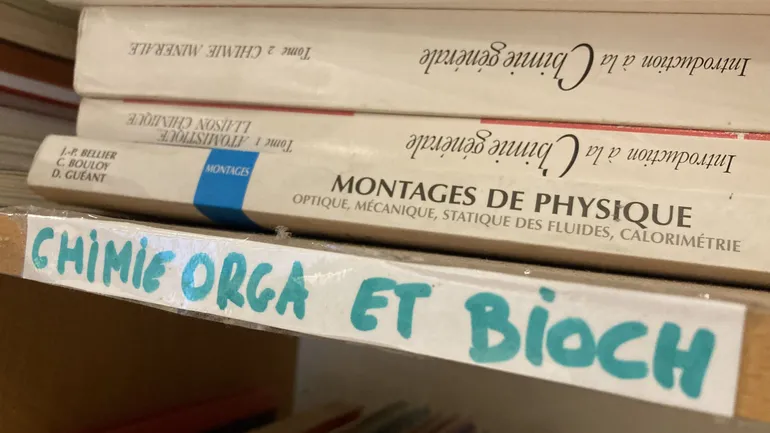 Introduction à la Chimie générale
Tome 2 CHIMIE MINERALE
Introduction à la Chimie générale
Tome 1 ATOMISTIQUE,
LIAISON CHIMIQUE
J.-P. BELLIER
C. BOULOY
D. GUÉANT
MONTAGES
MONTAGES DE PHYSIQUE
OPTIQUE, MÉCANIQUE, STATIQUE DES FLUIDES, CALORIMÉTRIE
CHIMIE ORGA ET BIOCH